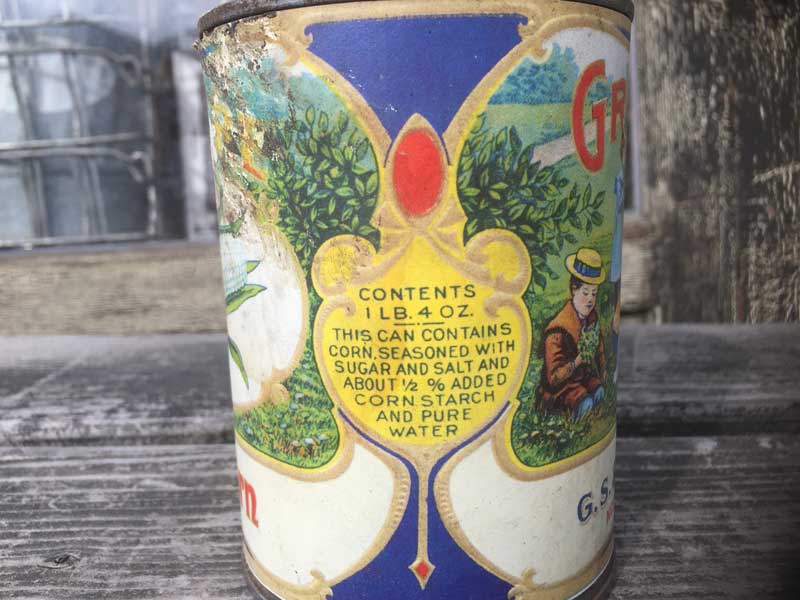 CONTENTS
1 LB. 4 OZ.
THIS CAN CONTAINS
CORN, SEASONED WITH
SUGAR AND SALT AND
ABOUT ½ % ADDED
CORN STARCH
AND PURE
WATER
G.S.